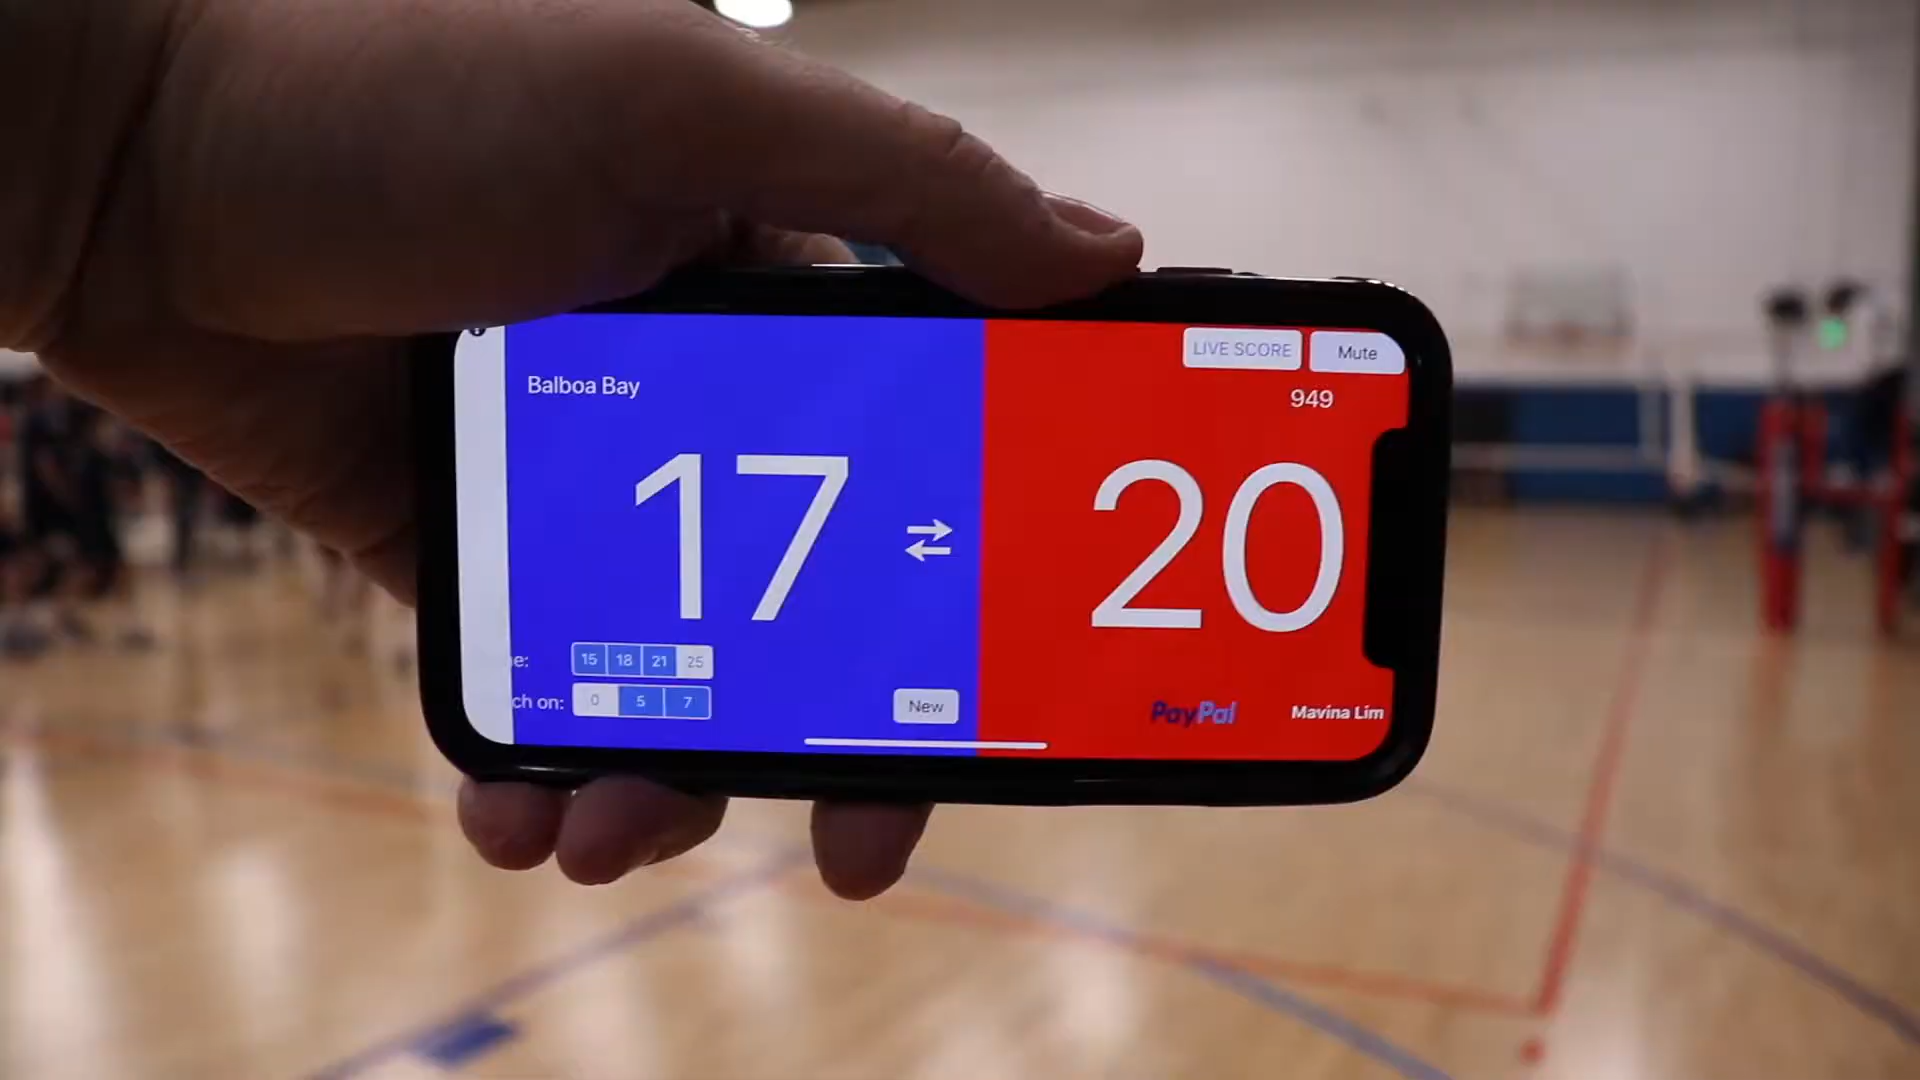 LIVE SCORE
Mute
Balboa Bay
949
17
20
e:
15 18 21 25
ch on:
0 5 7
New
PayPal
Mavina Lim